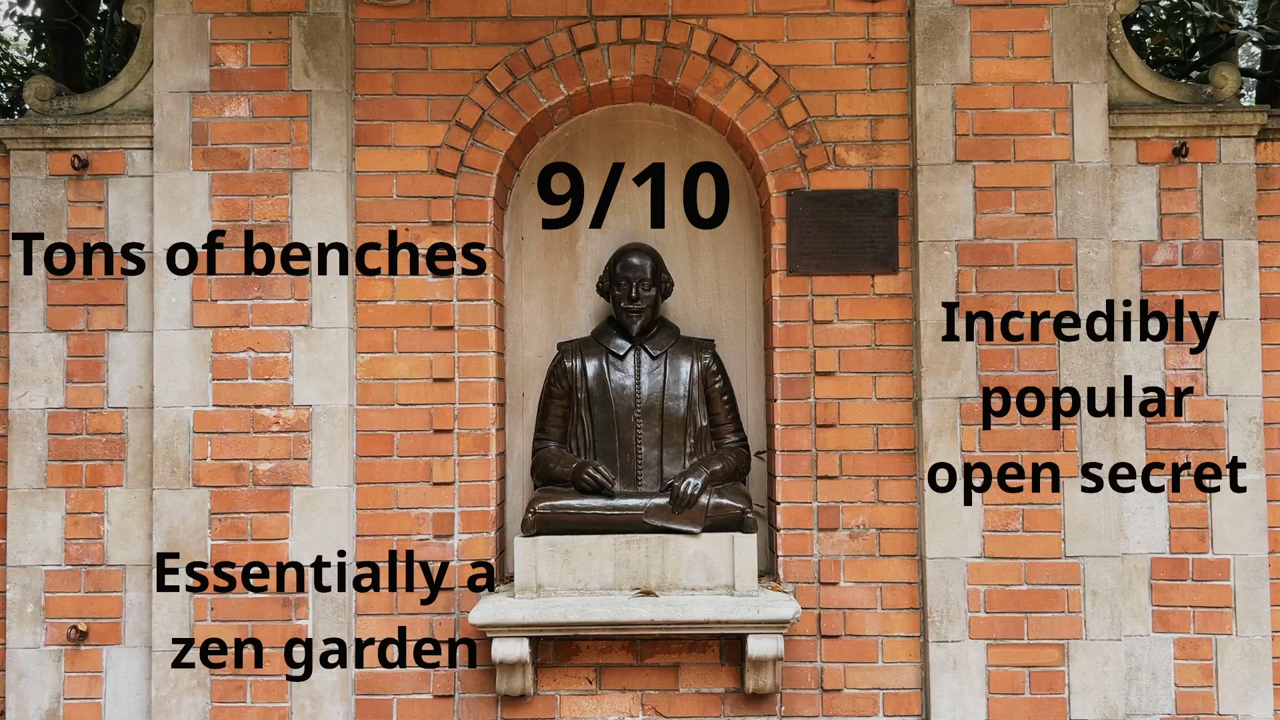 9/10
Tons of benches
Incredibly
popular
open secret
Essentially a
zen garden